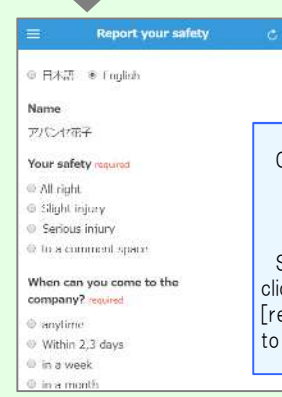 Report your safety
日本語 English
Name
アバンセ花子
Your safety required
All right
Slight injury
Serious injury
to a comment space
When can you come to the
company? required
anytime
Within 2,3 days
in a week
in a month
C
S
clic
[re
to